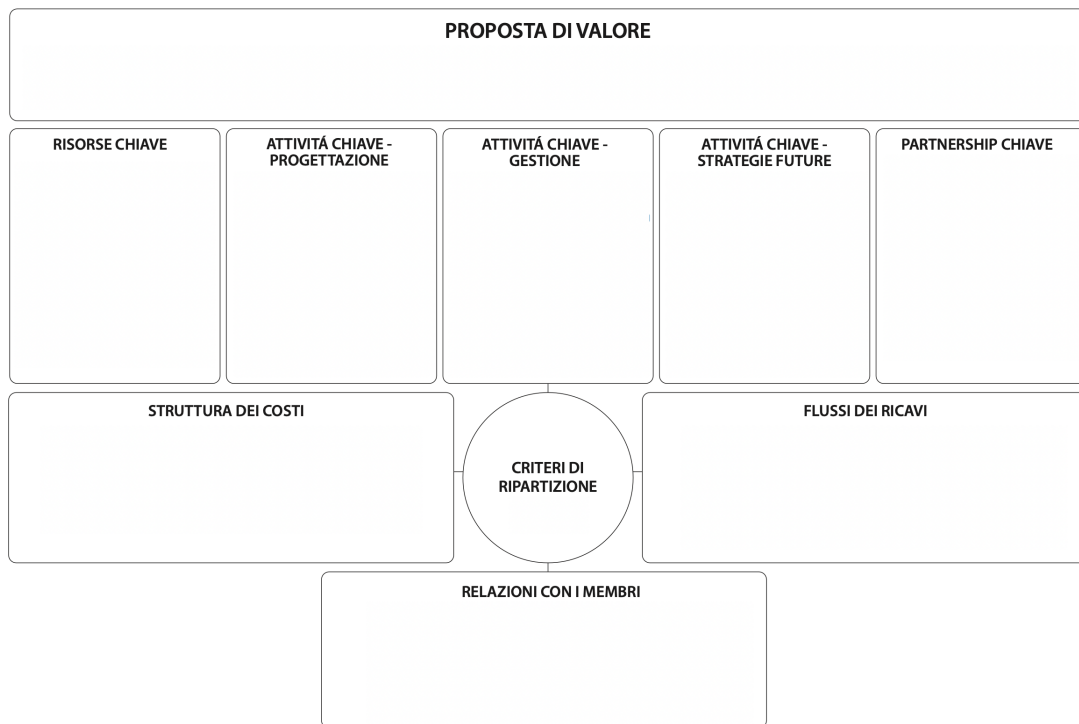 PROPOSTA DI VALORE
RISORSE CHIAVE
ATTIVITÁ CHIAVE -
PROGETTAZIONE
ATTIVITÁ CHIAVE -
GESTIONE
ATTIVITÁ CHIAVE -
STRATEGIE FUTURE
PARTNERSHIP CHIAVE
STRUTTURA DEI COSTI
CRITERI DI
RIPARTIZIONE
FLUSSI DEI RICAVI
RELAZIONI CON I MEMBRI